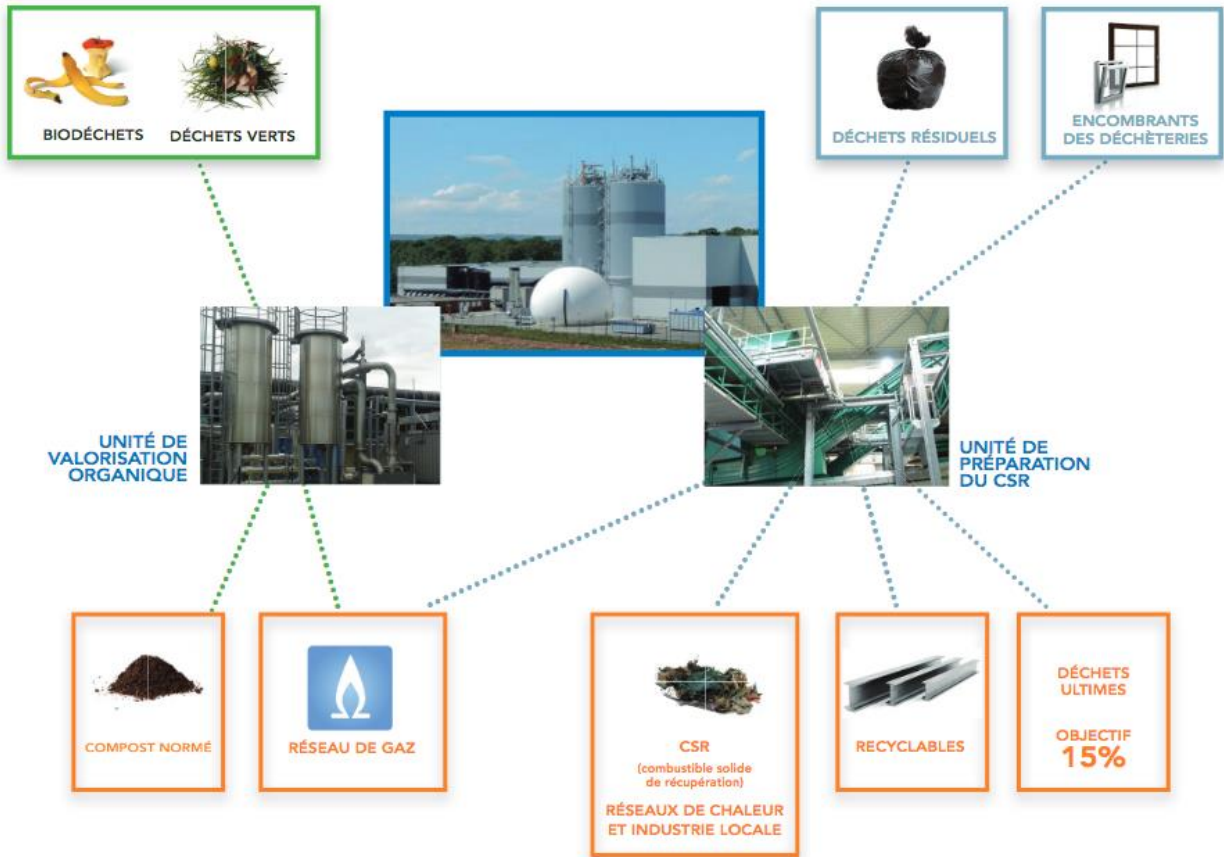 BIODÉCHETS
DÉCHETS VERTS
DÉCHETS RÉSIDUELS
ENCOMBRANTS
DES DÉCHÈTERIES
UNITÉ DE
VALORISATION
ORGANIQUE
UNITÉ DE
PRÉPARATION
DU CSR
COMPOST NORMÉ
RÉSEAU DE GAZ
CSR
(combustible solide
de récupération)
RÉSEAUX DE CHALEUR
ET INDUSTRIE LOCALE
RECYCLABLES
DÉCHETS
ULTIMES
OBJECTIF
15%